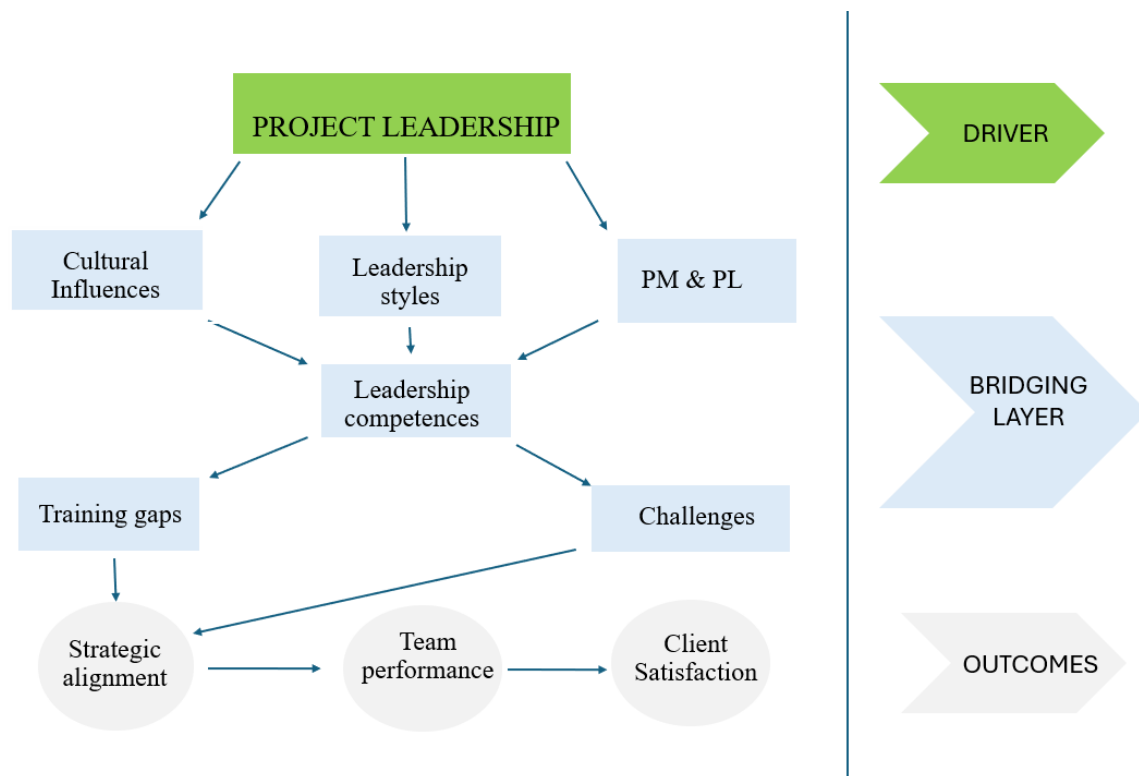 PROJECT LEADERSHIP
DRIVER
Cultural
Influences
Leadership
styles
PM & PL
Leadership
competences
BRIDGING
LAYER
Training gaps
Challenges
Strategic
alignment
Team
performance
Client
Satisfaction
OUTCOMES